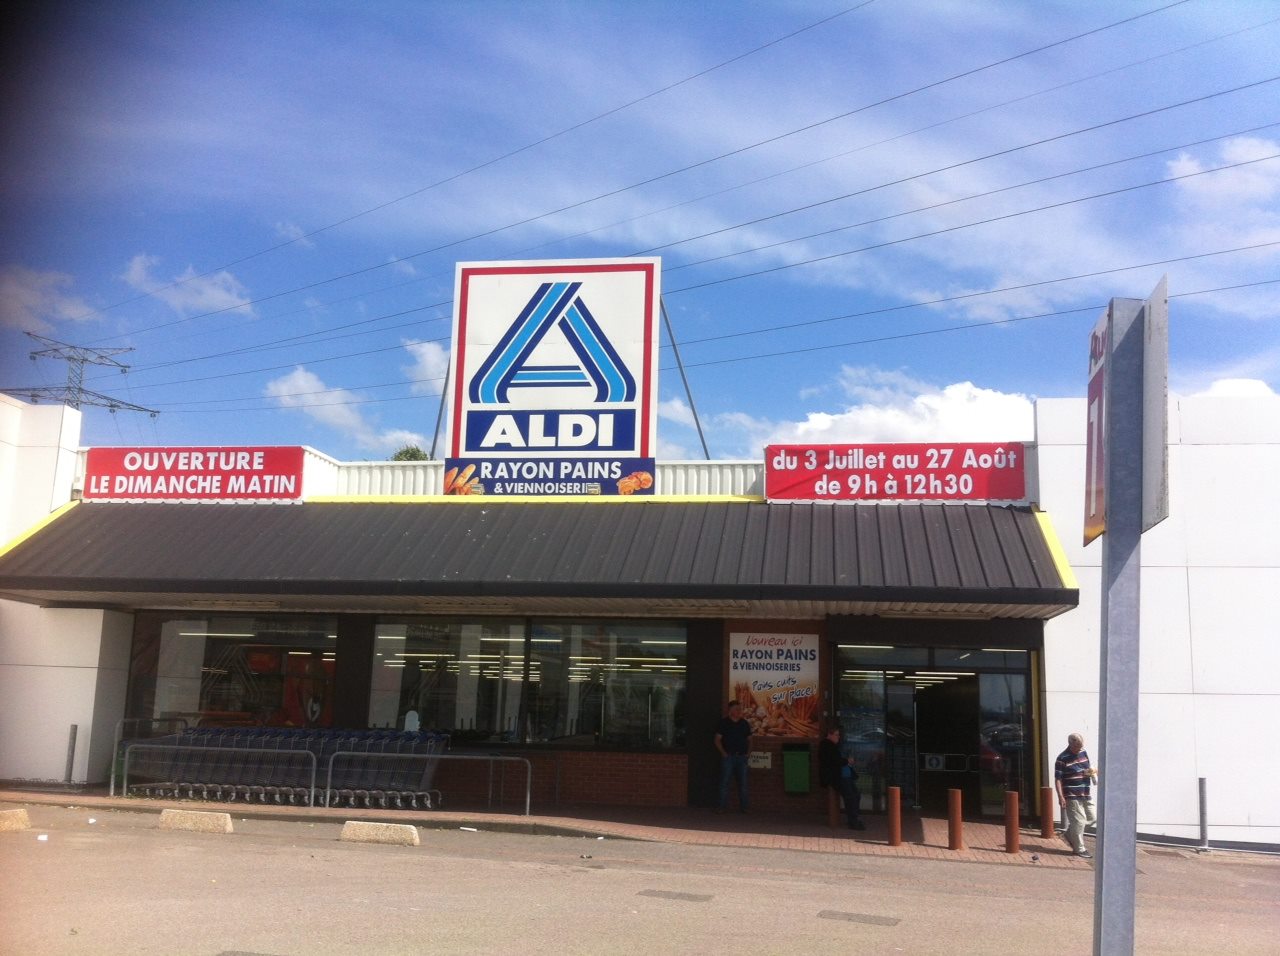 ALDI
RAYON PAINS
& VIENNOISERIE
OUVERTURE
LE DIMANCHE MATIN
du 3 Juillet au 27 Août
de 9h à 12h30
Nouveau ici
RAYON PAINS
& VIENNOISERIES
Pains cuits
sur place!